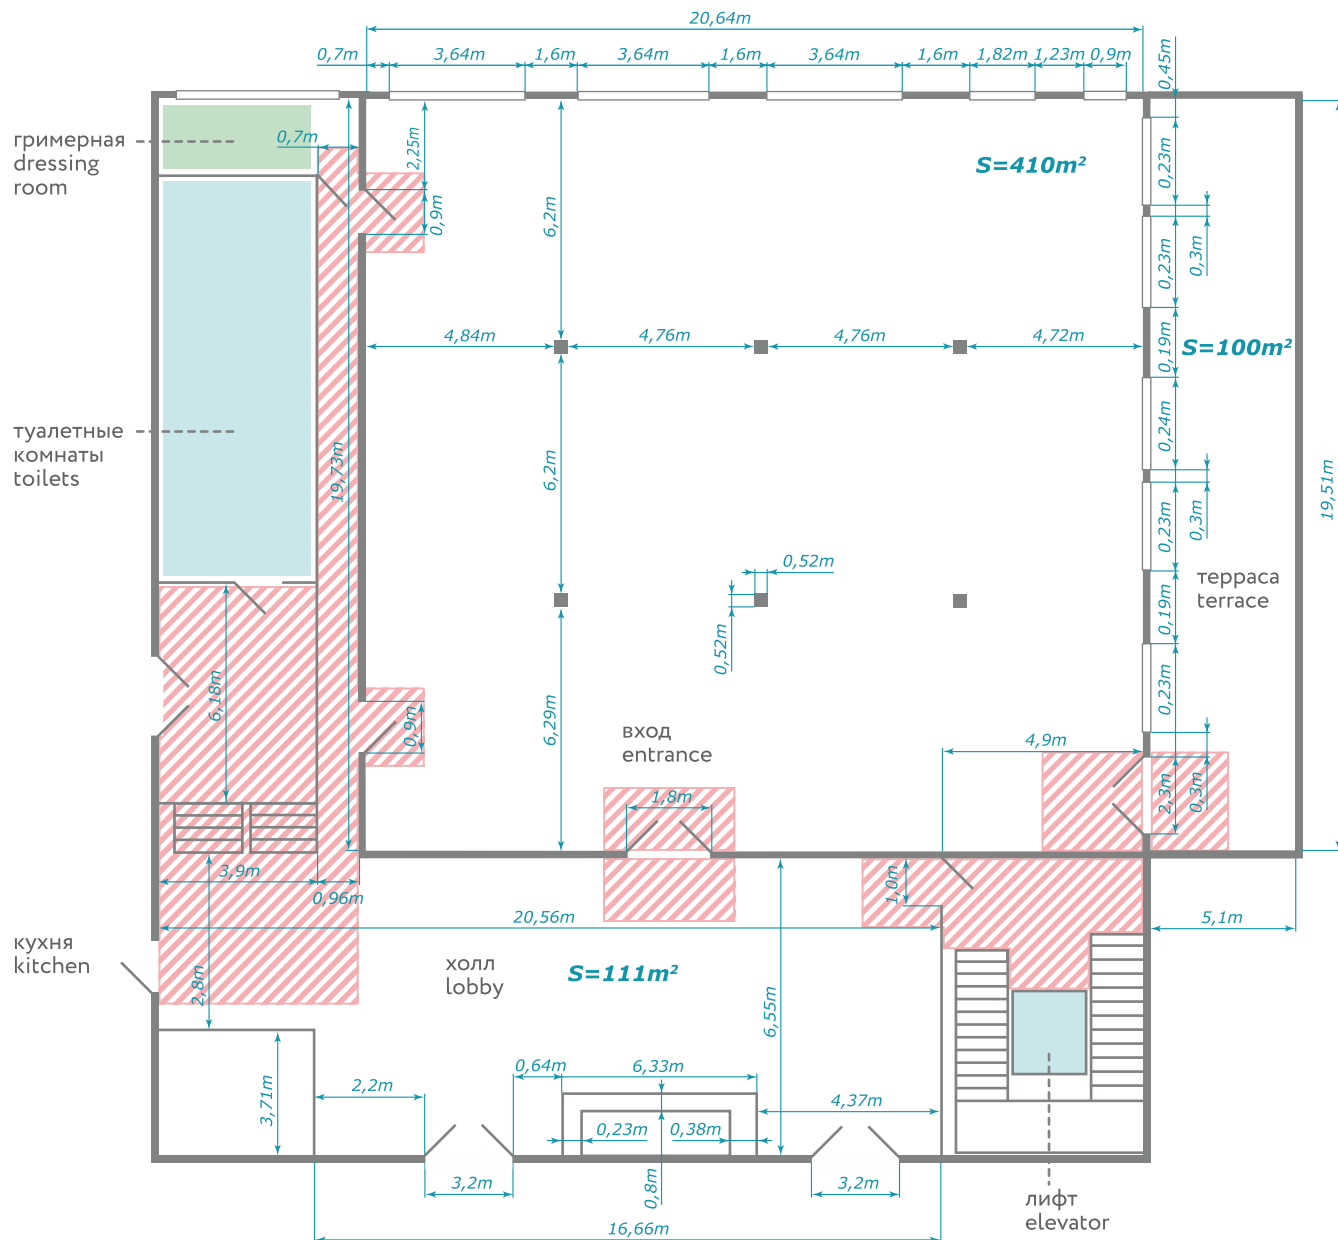 20,64m
0,7m
3,64m
1,6m
3,64m
1,6m
3,64m
1,6m
1,82m
1,23m
0,9m
0,45m
гримерная
dressing
room
0,7m
2,25m
0,9m
6,2m
S=410m²
0,23m
0,3m
0,23m
4,84m
4,76m
4,76m
4,72m
0,19m
S=100m²
туалетные
комнаты
toilets
19,73m
6,2m
0,24m
0,3m
0,23m
19,51m
0,52m
0,52m
0,19m
терраса
terrace
6,18m
0,9m
6,29m
вход
entrance
4,9m
0,23m
1,8m
2,3m
0,3m
3,9m
0,96m
1,0m
20,56m
5,1m
кухня
kitchen
2,8m
холл
lobby
S=111m²
6,55m
3,71m
2,2m
0,64m
6,33m
4,37m
0,23m
0,38m
3,2m
0,8m
3,2m
лифт
elevator
16,66m